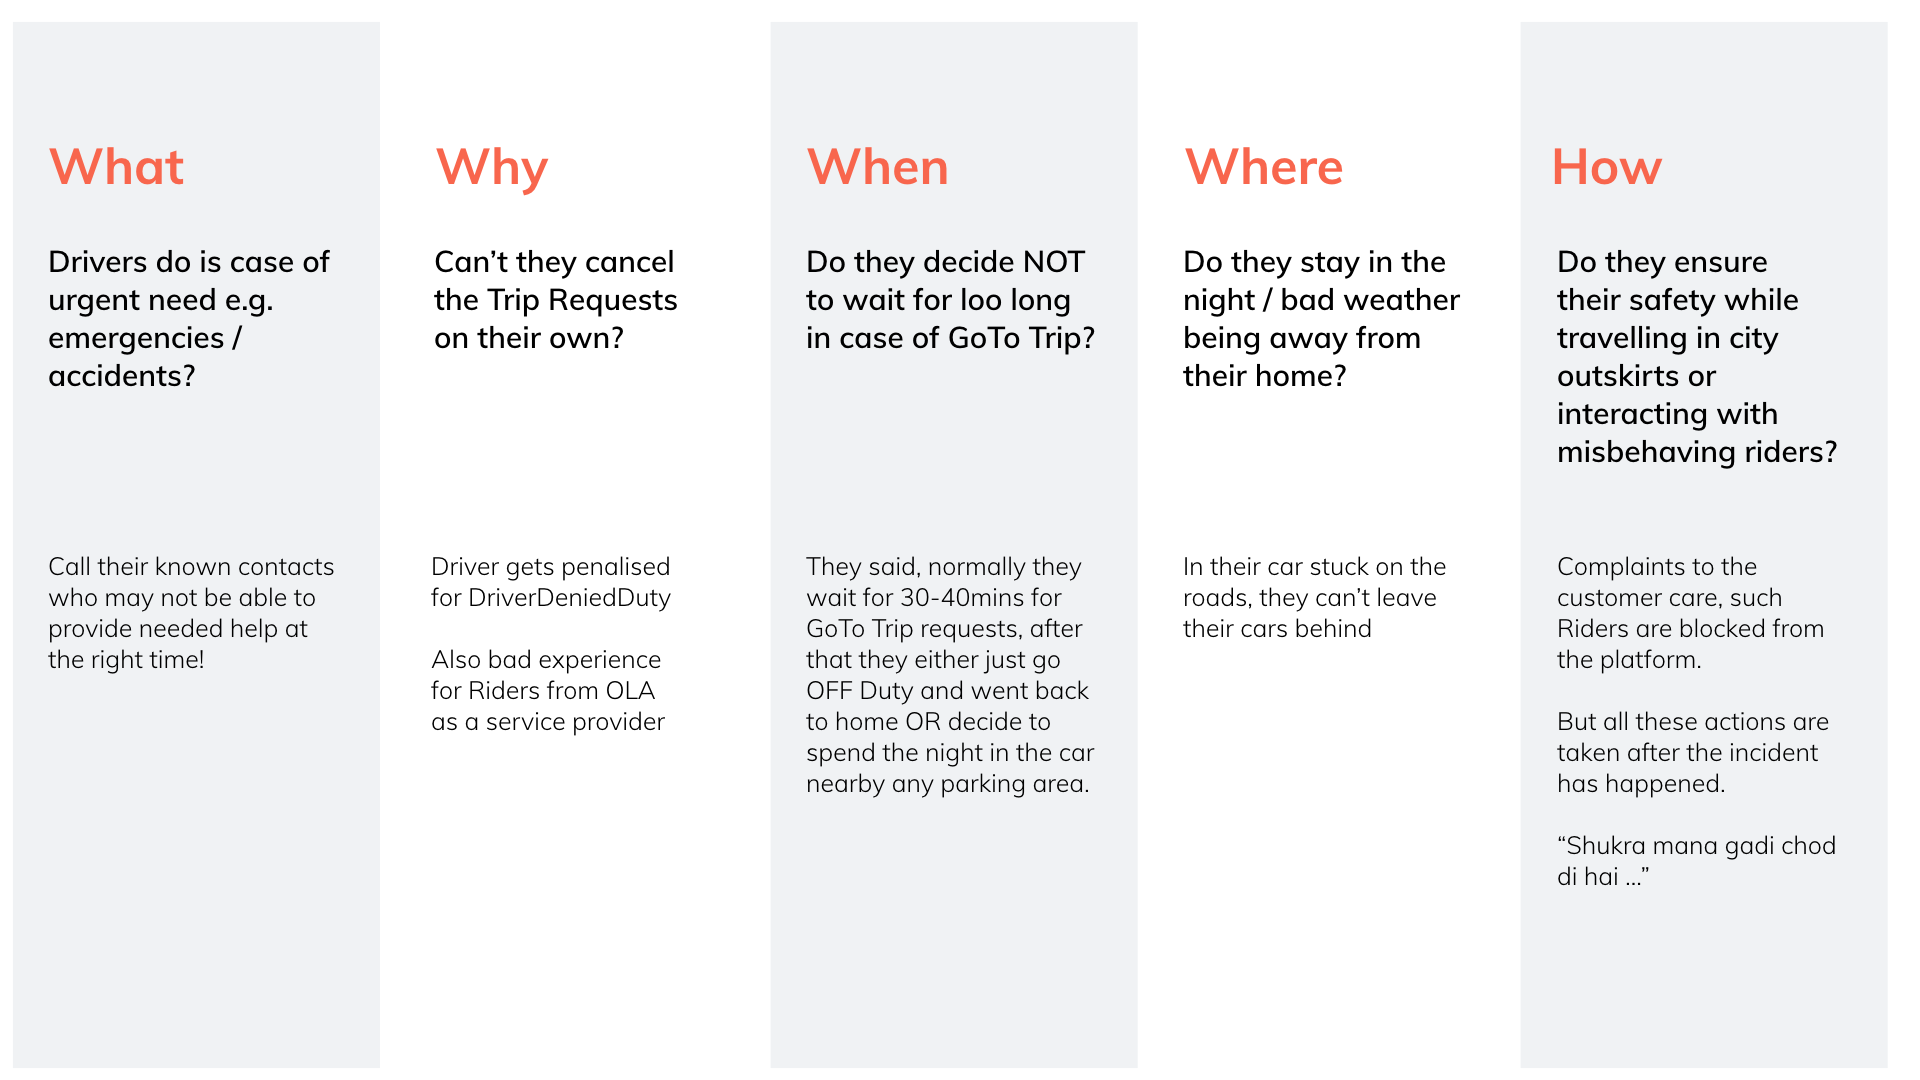 What
Drivers do is case of
urgent need e.g.
emergencies /
accidents?
Call their known contacts
who may not be able to
provide needed help at
the right time!
Why
Can’t they cancel
the Trip Requests
on their own?
Driver gets penalised
for DriverDeniedDuty
Also bad experience
for Riders from OLA
as a service provider
When
Do they decide NOT
to wait for loo long
in case of GoTo Trip?
They said, normally they
wait for 30-40mins for
GoTo Trip requests, after
that they either just go
OFF Duty and went back
to home OR decide to
spend the night in the car
nearby any parking area.
Where
Do they stay in the
night / bad weather
being away from
their home?
In their car stuck on the
roads, they can’t leave
their cars behind
How
Do they ensure
their safety while
travelling in city
outskirts or
interacting with
misbehaving riders?
Complaints to the
customer care, such
Riders are blocked from
the platform.
But all these actions are
taken after the incident
has happened.
“Shukra mana gadi chod
di hai ...”